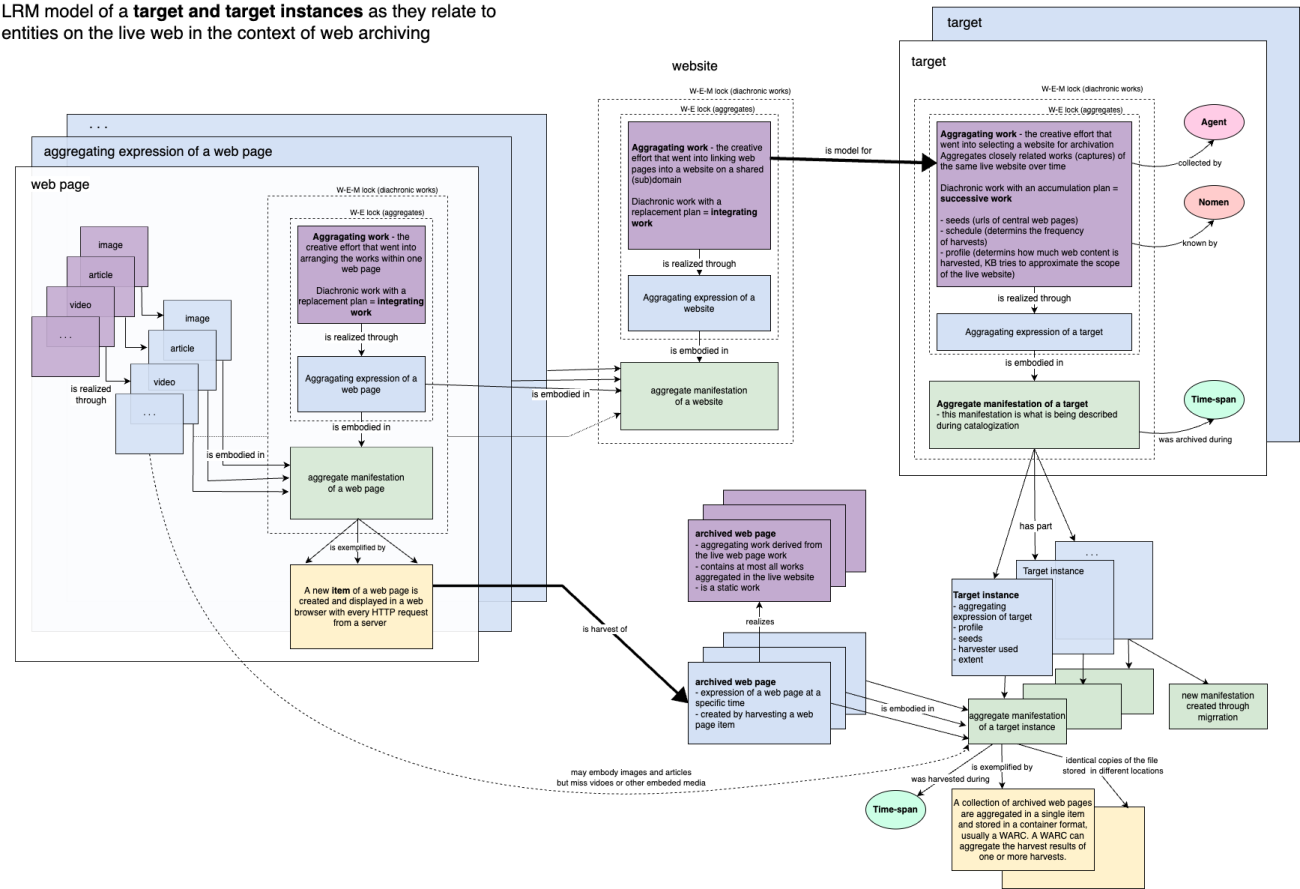 LRM model of a target and target instances as they relate to
entities on the live web in the context of web archiving
. . .
aggregating expression of a web page
web page
W-E-M lock (diachronic works)
W-E lock (aggregates)
Aggragating work - the
creative effort that went into
arranging the works within one
web page
Diachronic work with a
replacement plan = integrating
work
is realized through
Aggragating expression of a
web page
is embodied in
aggregate manifestation
of a web page
is exemplified by
A new item of a web page is
created and displayed in a web
browser with every HTTP request
from a server
image
article
video
. . .
is realized
through
image
article
video
. . .
is embodied in
website
W-E-M lock (diachronic works)
W-E lock (aggregates)
Aggragating work - the creative
effort that went into linking web
pages into a website on a shared
(sub)domain
Diachronic work with a
replacement plan = integrating
work
is realized through
Aggragating expression of a
website
is embodied in
aggregate manifestation
of a website
is embodied in
is model for
target
target
W-E-M lock (diachronic works)
W-E lock (aggregates)
Aggragating work - the creative effort that
went into selecting a website for archivation
Aggregates closely related works (captures) of
the same live website over time
Diachronic work with an accumulation plan =
successive work
- seeds (urls of central web pages)
- schedule (determins the frequency
of harvests)
- profile (determins how much web content is
harvested, KB tries to approximate the scope
of the live website)
is realized through
Aggragating expression of a target
is embodied in
Aggregate manifestation of a target
- this manifestation is what is being described
during catalogization
Agent
collected by
Nomen
known by
Time-span
was archived during
has part
. . .
Target instance
Target instance
- aggregating
expression of target
- profile
- seeds
- harvester used
- extent
archived web page
- aggregating work derived from
the live web page work
- contains at most all works
aggregated in the live website
- is a static work
realizes
is harvest of
archived web page
- expression of a web page at a
specific time
- created by harvesting a web
page item
is embodied in
aggregate manifestation
of a target instance
new manifestation
created through
migrration
may embody images and articles
but miss vidoes or other embeded media
was harvested during
is exemplified by
identical copies of the file
stored in different locations
Time-span
A collection of archived web pages
are aggregated in a single item
and stored in a container format,
usually a WARC. A WARC can
aggregate the harvest results of
one or more harvests.